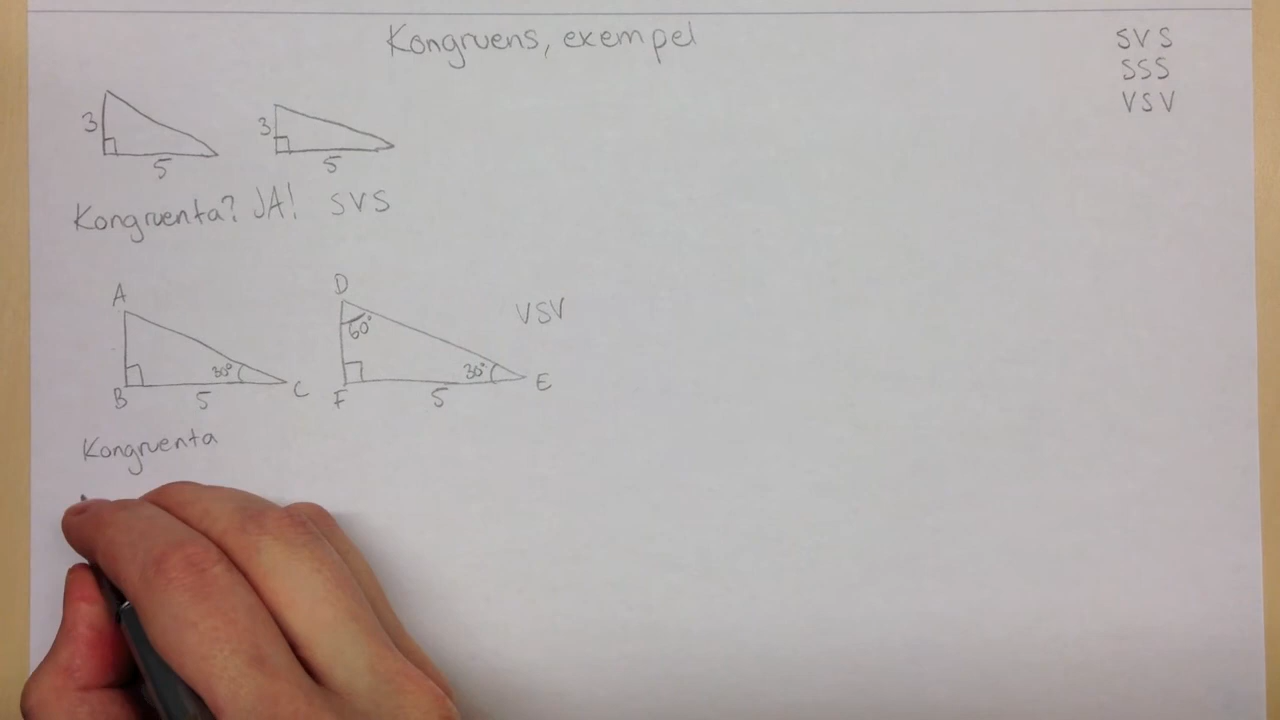 Kongruens, exempel
SVS
SSS
VSV
3 3
5 5
Kongruenta? JA! SVS
A D
60° VSV
30° 30°
B 5 C F 5 E
Kongruenta